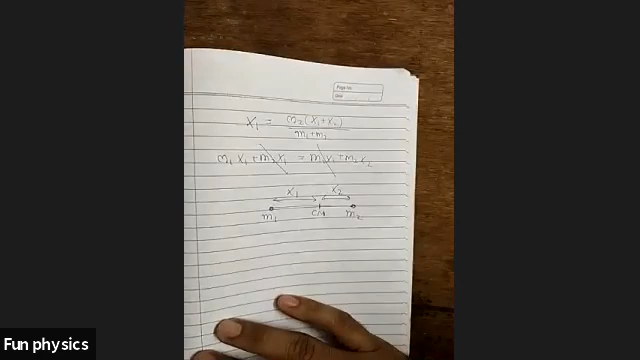 Page No.
Date
X₁ = m₂(X₁+X₂) / m₁+m₂
m₁X₁+m₂X₁ = m₂X₁+m₂X₂
X₁ X₂
m₁ CM m₂
Fun physics